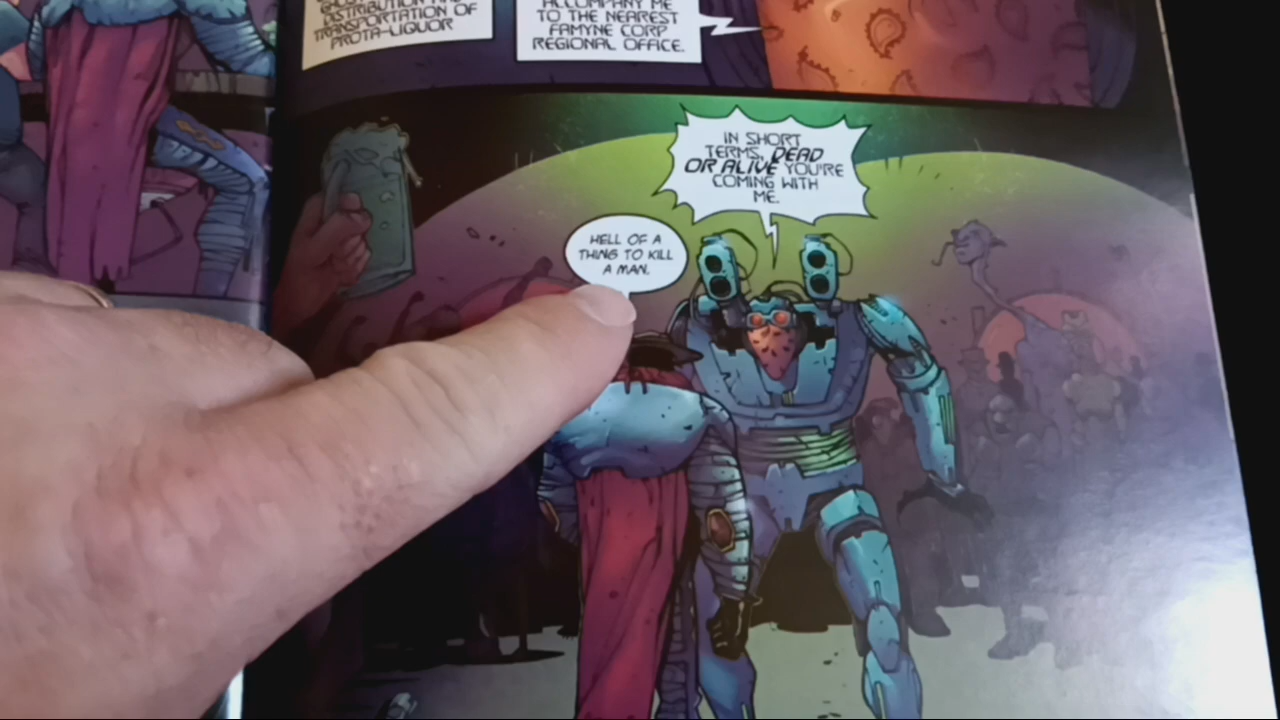 DISTRIBUTION AND
TRANSPORTATION OF
PROTA-LIQUOR
ACCOMPANY ME
TO THE NEAREST
FAMYNE CORP
REGIONAL OFFICE.
IN SHORT
TERMS, DEAD
OR ALIVE YOU'RE
COMING WITH
ME.
HELL OF A
THING TO KILL
A MAN.